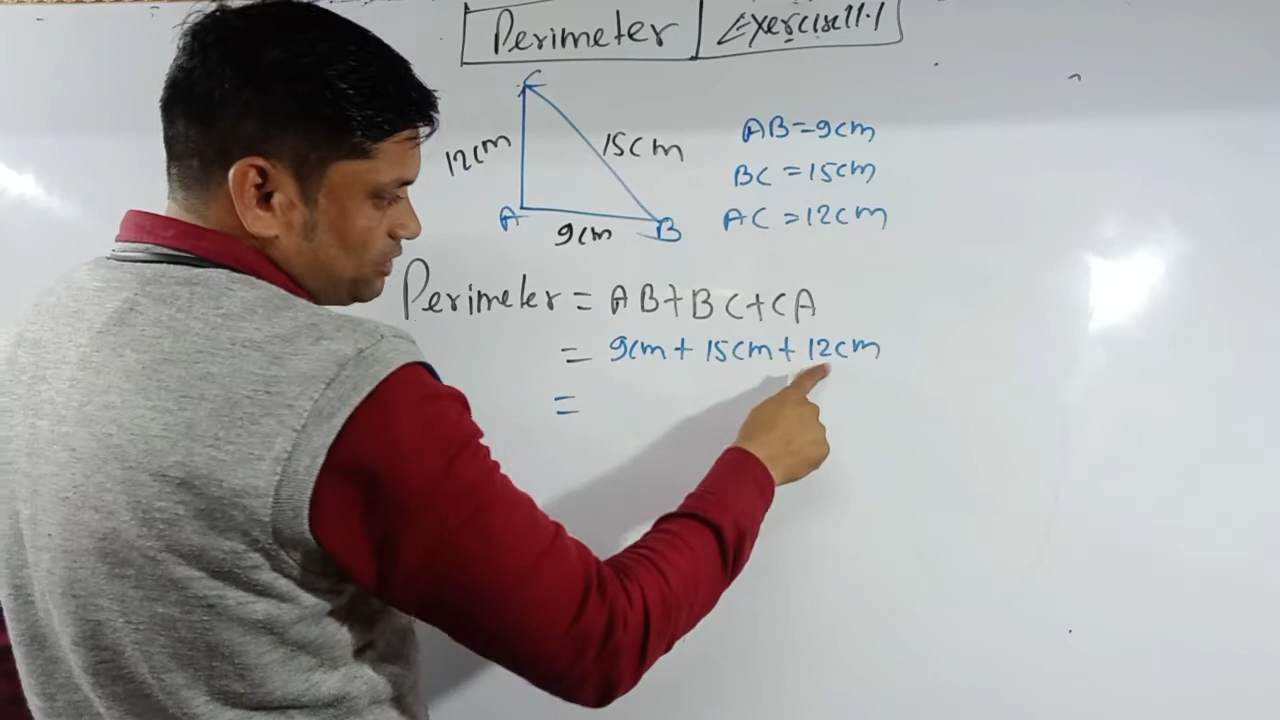 Perimeter Exercise 11.1
C
12cm
15cm
A
9cm
B
AB=9cm
BC=15cm
AC=12cm
Perimeter = AB+BC+CA
= 9cm + 15cm + 12cm
=